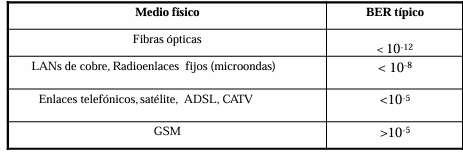 Medio físico BER típico
Fibras ópticas < 10-12
LANs de cobre, Radioenlaces fijos (microondas) < 10-8
Enlaces telefónicos, satélite, ADSL, CATV <10-5
GSM >10-5